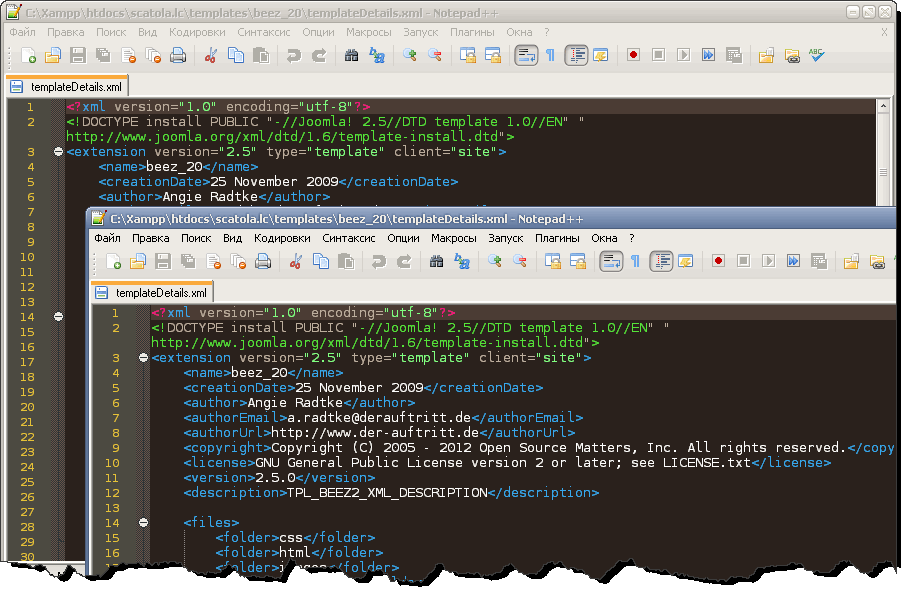 C:\Xampp\htdocs\scatola.lc\templates\beez_20\templateDetails.xml - Notepad++
Файл Правка Поиск Вид Кодировки Синтаксис Опции Макросы Запуск Плагины Окна ? X
templateDetails.xml
1 <?xml version="1.0" encoding="utf-8"?>
2 <!DOCTYPE install PUBLIC "-//Joomla! 2.5//DTD template 1.0//EN" "
http://www.joomla.org/xml/dtd/1.6/template-install.dtd">
3 <extension version="2.5" type="template" client="site">
4 <name>beez_20</name>
5 <creationDate>25 November 2009</creationDate>
6 <author>Angie Radtke</author>
7
8
9
10
11
12
13
14
15
16
17
18
19
20
21
22
23
24
25
26
27
28
29
30
C:\Xampp\htdocs\scatola.lc\templates\beez_20\templateDetails.xml - Notepad++
Файл Правка Поиск Вид Кодировки Синтаксис Опции Макросы Запуск Плагины Окна ?
templateDetails.xml
1 <?xml version="1.0" encoding="utf-8"?>
2 <!DOCTYPE install PUBLIC "-//Joomla! 2.5//DTD template 1.0//EN" "
http://www.joomla.org/xml/dtd/1.6/template-install.dtd">
3 <extension version="2.5" type="template" client="site">
4 <name>beez_20</name>
5 <creationDate>25 November 2009</creationDate>
6 <author>Angie Radtke</author>
7 <authorEmail>a.radtke@derauftritt.de</authorEmail>
8 <authorUrl>http://www.der-auftritt.de</authorUrl>
9 <copyright>Copyright (C) 2005 - 2012 Open Source Matters, Inc. All rights reserved.</copy
10 <license>GNU General Public License version 2 or later; see LICENSE.txt</license>
11 <version>2.5.0</version>
12 <description>TPL_BEEZ2_XML_DESCRIPTION</description>
13
14 <files>
15 <folder>css</folder>
16 <folder>html</folder>
17 <folder></folder>